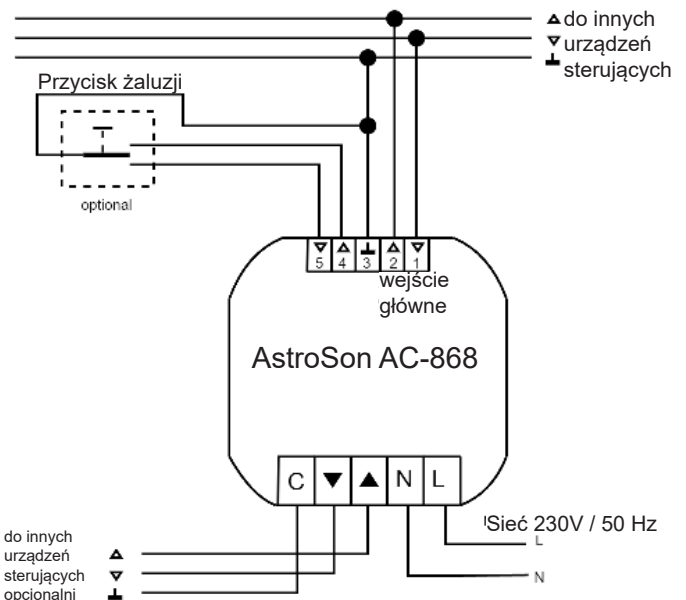 do innych
urządzeń
sterujących
Przycisk żaluzji
optional
5 4 3 2 1
wejście
główne
AstroSon AC-868
C N L
Sieć 230V / 50 Hz
L
N
do innych
urządzeń
sterujących
opcjonalni